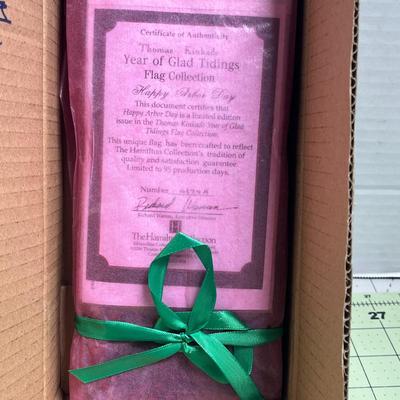 Certificate of Authenticity
Thomas Kinkade
Year of Glad Tidings
Flag Collection
Happy Arbor Day
This document certifies that
Happy Arbor Day is a limited edition
issue in the Thomas Kinkade Year of Glad
Tidings Flag Collection.
This unique flag has been crafted to reflect
The Hamilton Collection's tradition of
quality and satisfaction guarantee.
Limited to 95 production days.
Number
Richard
H
The Hamilton Collection
27